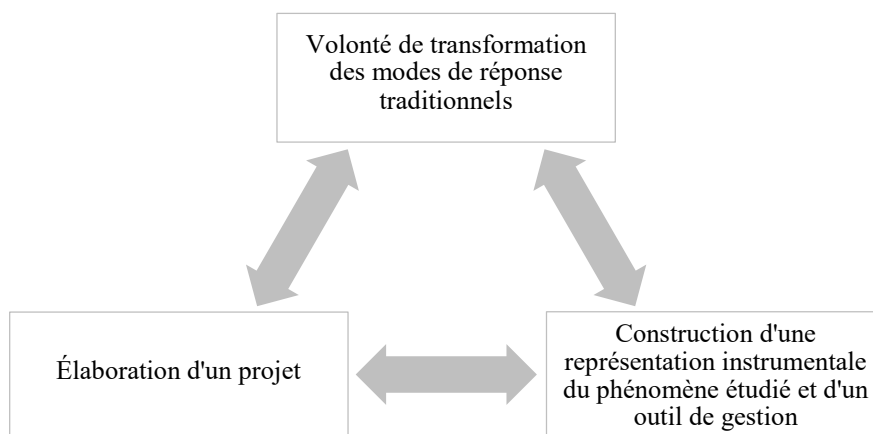 Volonté de transformation
des modes de réponse
traditionnels
Élaboration d'un projet
Construction d'une
représentation instrumentale
du phénomène étudié et d'un
outil de gestion